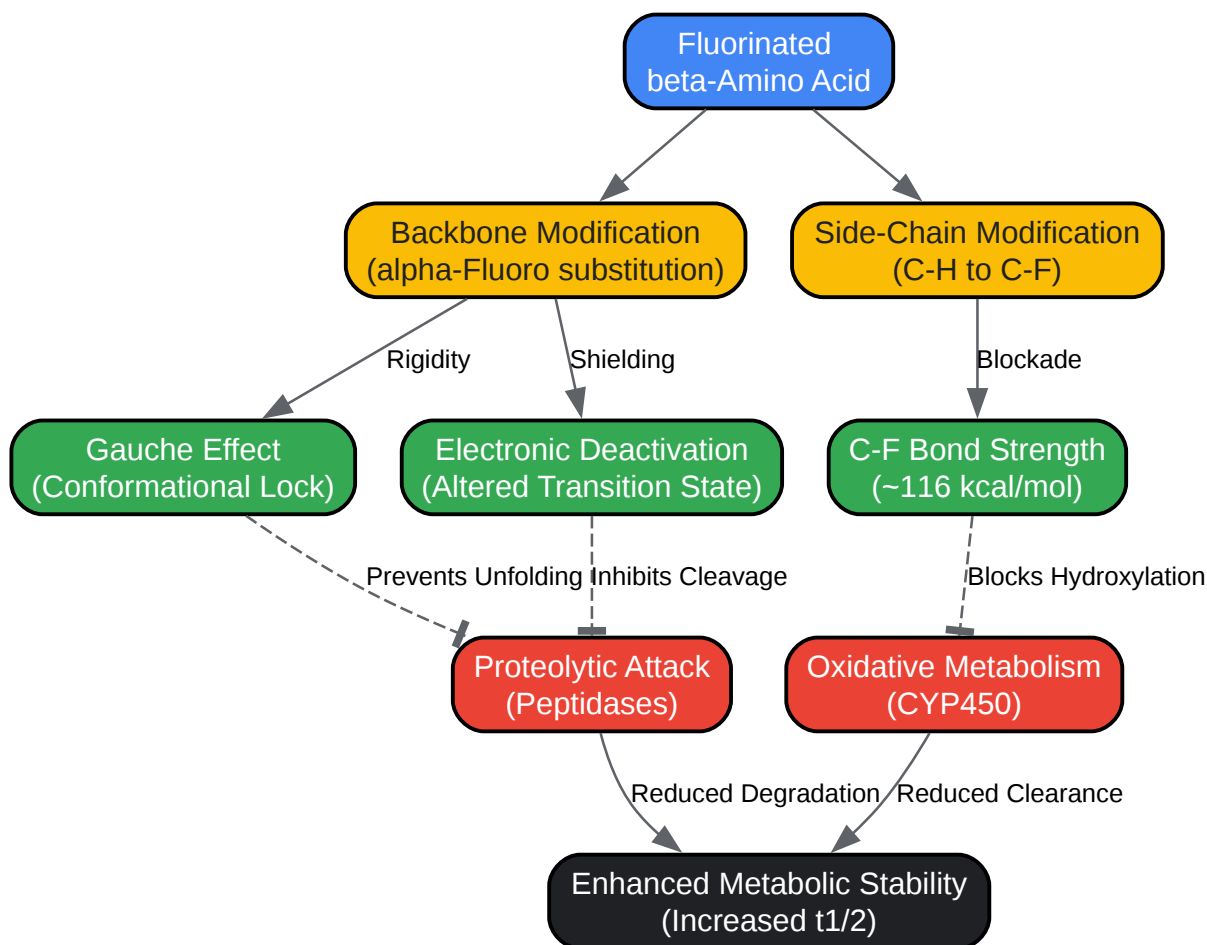 Fluorinated
beta-Amino Acid
Backbone Modification
(alpha-Fluoro substitution)
Side-Chain Modification
(C-H to C-F)
Rigidity
Shielding
Blockade
Gauche Effect
(Conformational Lock)
Electronic Deactivation
(Altered Transition State)
C-F Bond Strength
(~116 kcal/mol)
Prevents Unfolding
Inhibits Cleavage
Blocks Hydroxylation
Proteolytic Attack
(Peptidases)
Oxidative Metabolism
(CYP450)
Reduced Degradation
Reduced Clearance
Enhanced Metabolic Stability
(Increased t1/2)